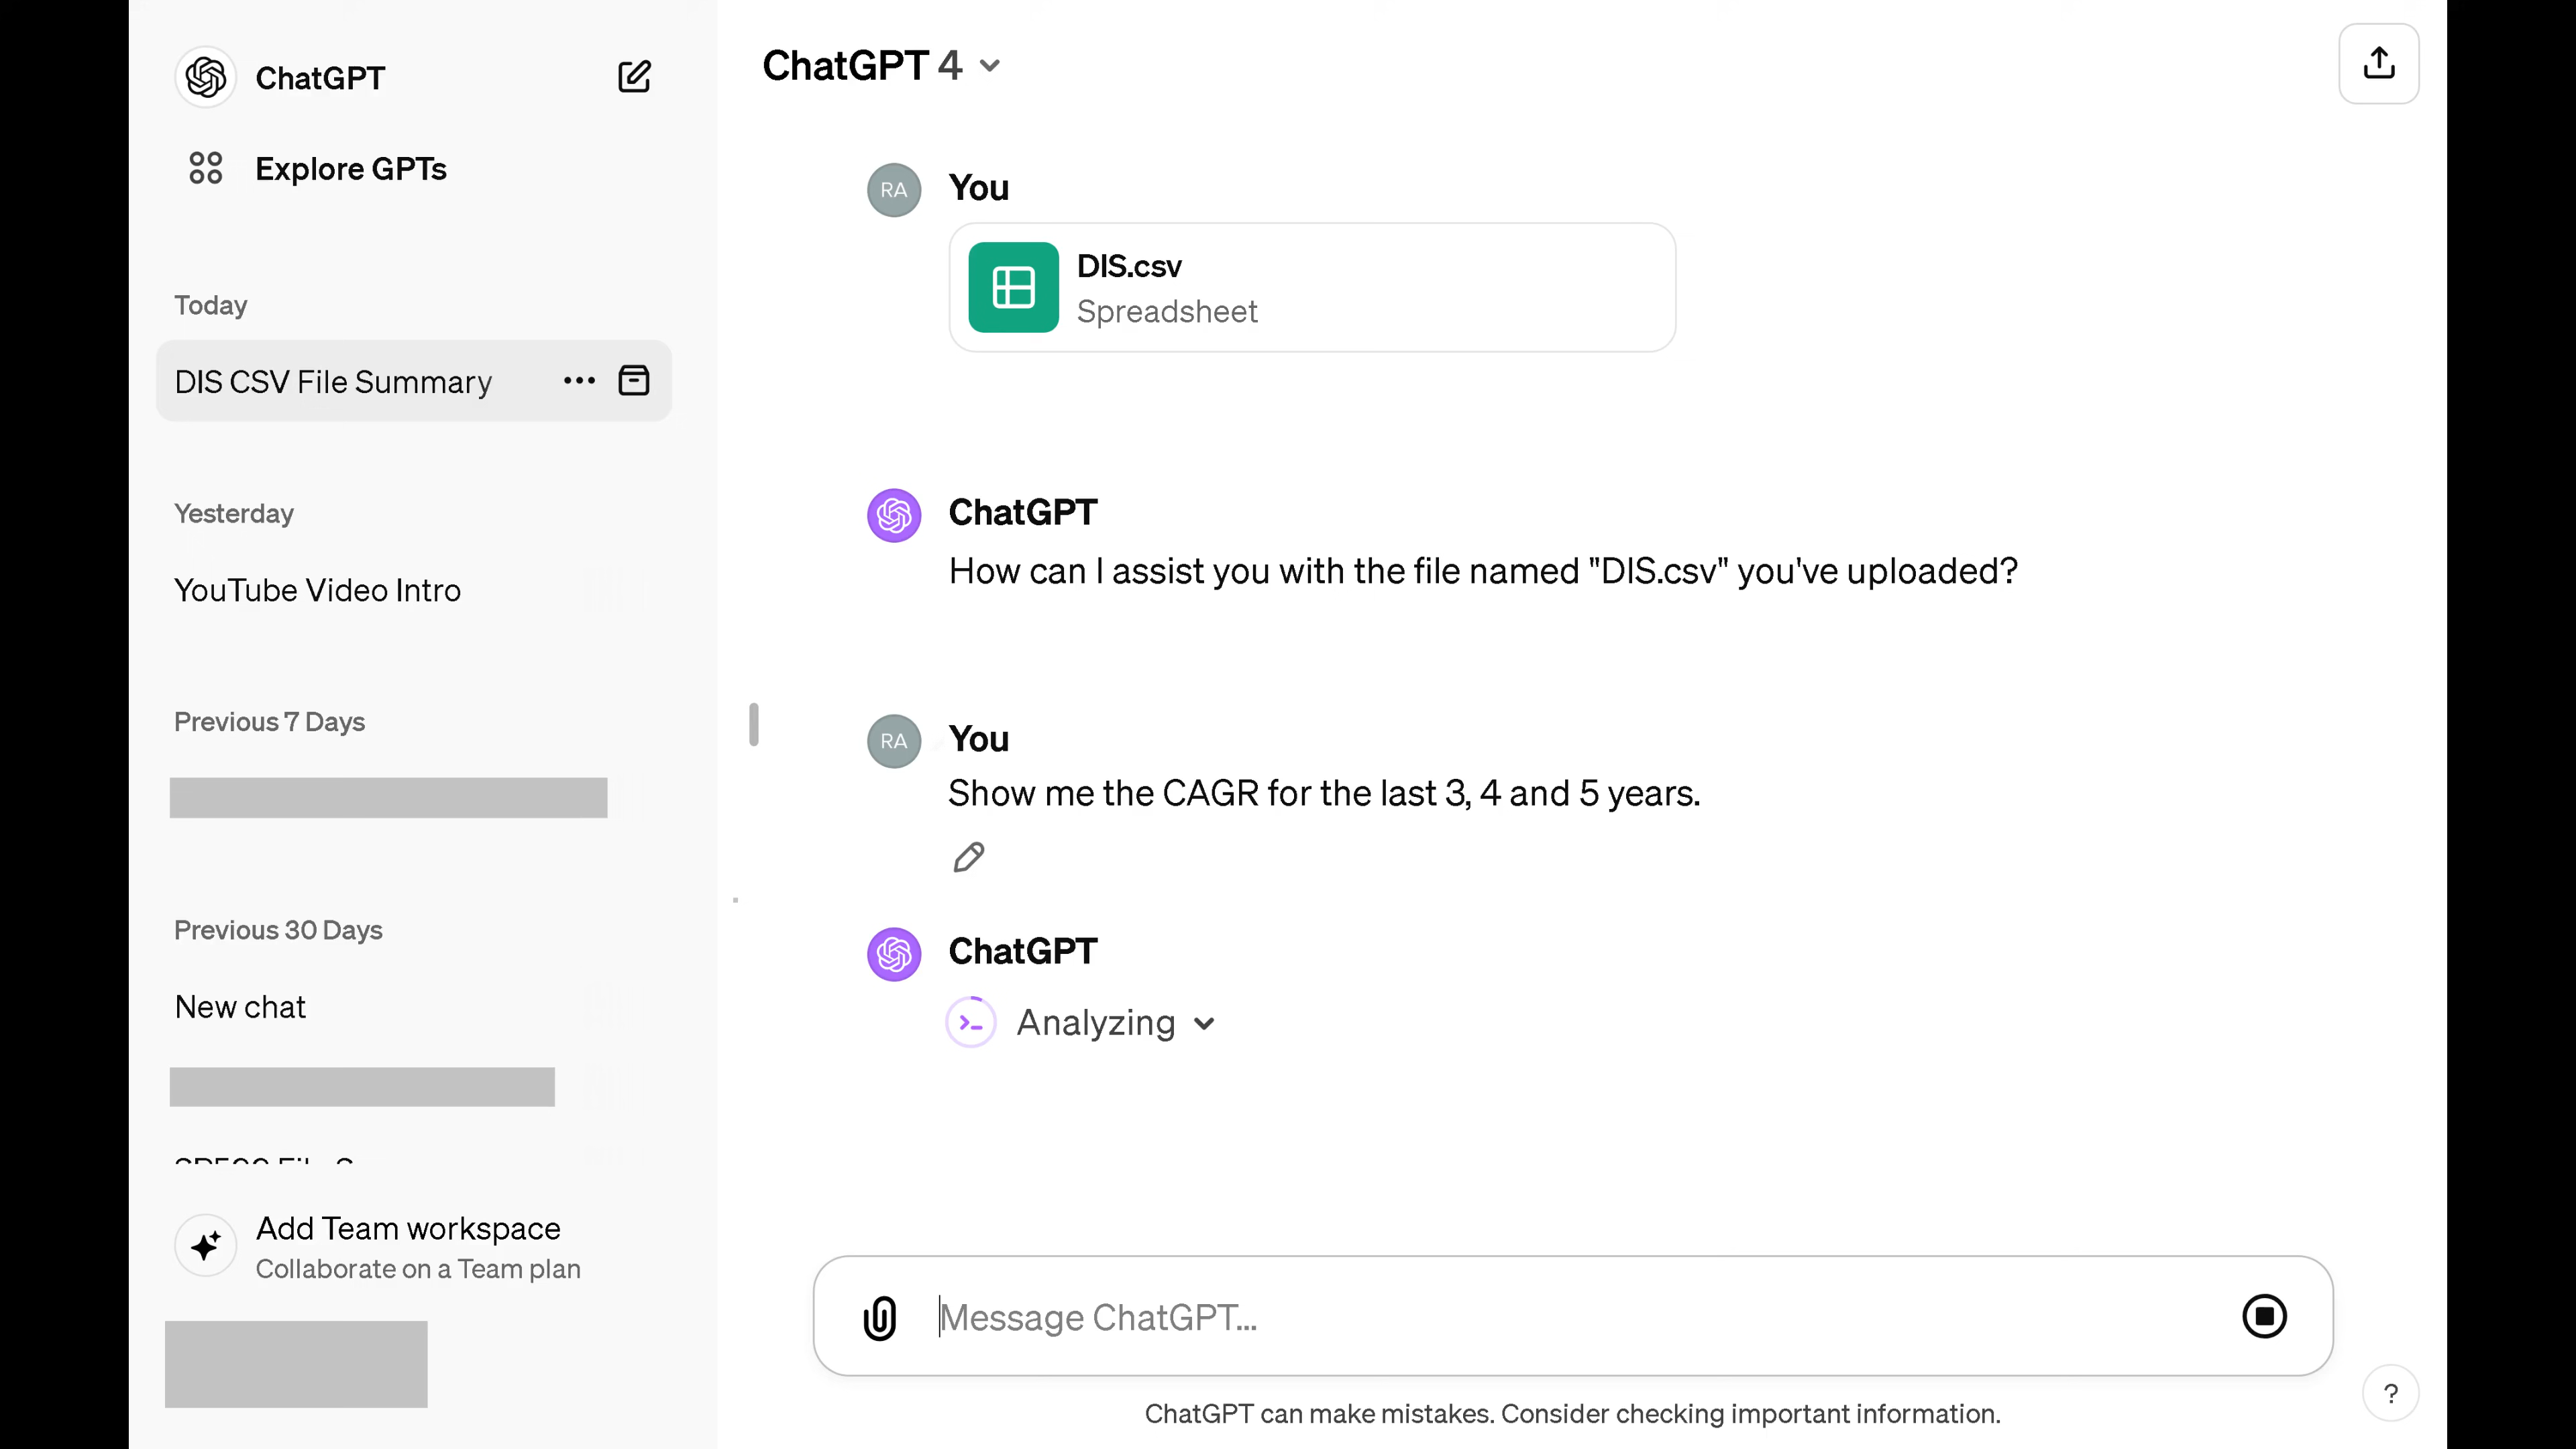 ChatGPT
Explore GPTs
Today
DIS CSV File Summary
Yesterday
YouTube Video Intro
Previous 7 Days
Previous 30 Days
New chat
Add Team workspace
Collaborate on a Team plan
ChatGPT 4
RA
You
DIS.csv
Spreadsheet
ChatGPT
How can I assist you with the file named "DIS.csv" you've uploaded?
RA
You
Show me the CAGR for the last 3, 4 and 5 years.
ChatGPT
Analyzing
Message ChatGPT...
ChatGPT can make mistakes. Consider checking important information.
?